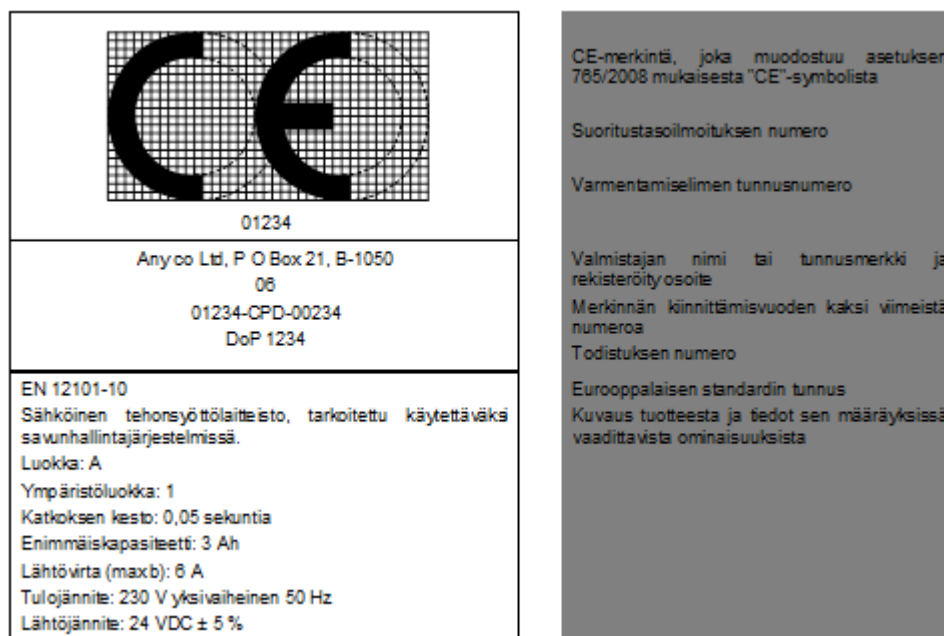 CE
01234
Anyco Ltd, P O Box 21, B-1050
06
01234-CPD-00234
DoP 1234
EN 12101-10
Sähköinen tehonsyöttölaitteisto, tarkoitettu käytettäväksi
savunhallintajärjestelmissä.
Luokka: A
Ympäristöluokka: 1
Katkoksen kesto: 0,05 sekuntia
Enimmäiskapasiteetti: 3 Ah
Lähtövirta (maxb): 6 A
Tulojännite: 230 V yksivaiheinen 50 Hz
Lähtöjännite: 24 VDC ± 5 %
CE-merkintä, joka muodostuu asetuksen
765/2008 mukaisesta "CE"-symbolista
Suoritustasoilmoituksen numero
Varmentamiselimen tunnusnumero
Valmistajan nimi tai tunnusmerkki ja
rekisteröity osoite
Merkinnän kiinnittämisvuoden kaksi viimeistä
numeroa
Todistuksen numero
Eurooppalaisen standardin tunnus
Kuvaus tuotteesta ja tiedot sen määräyksissä
vaadittavista ominaisuuksista